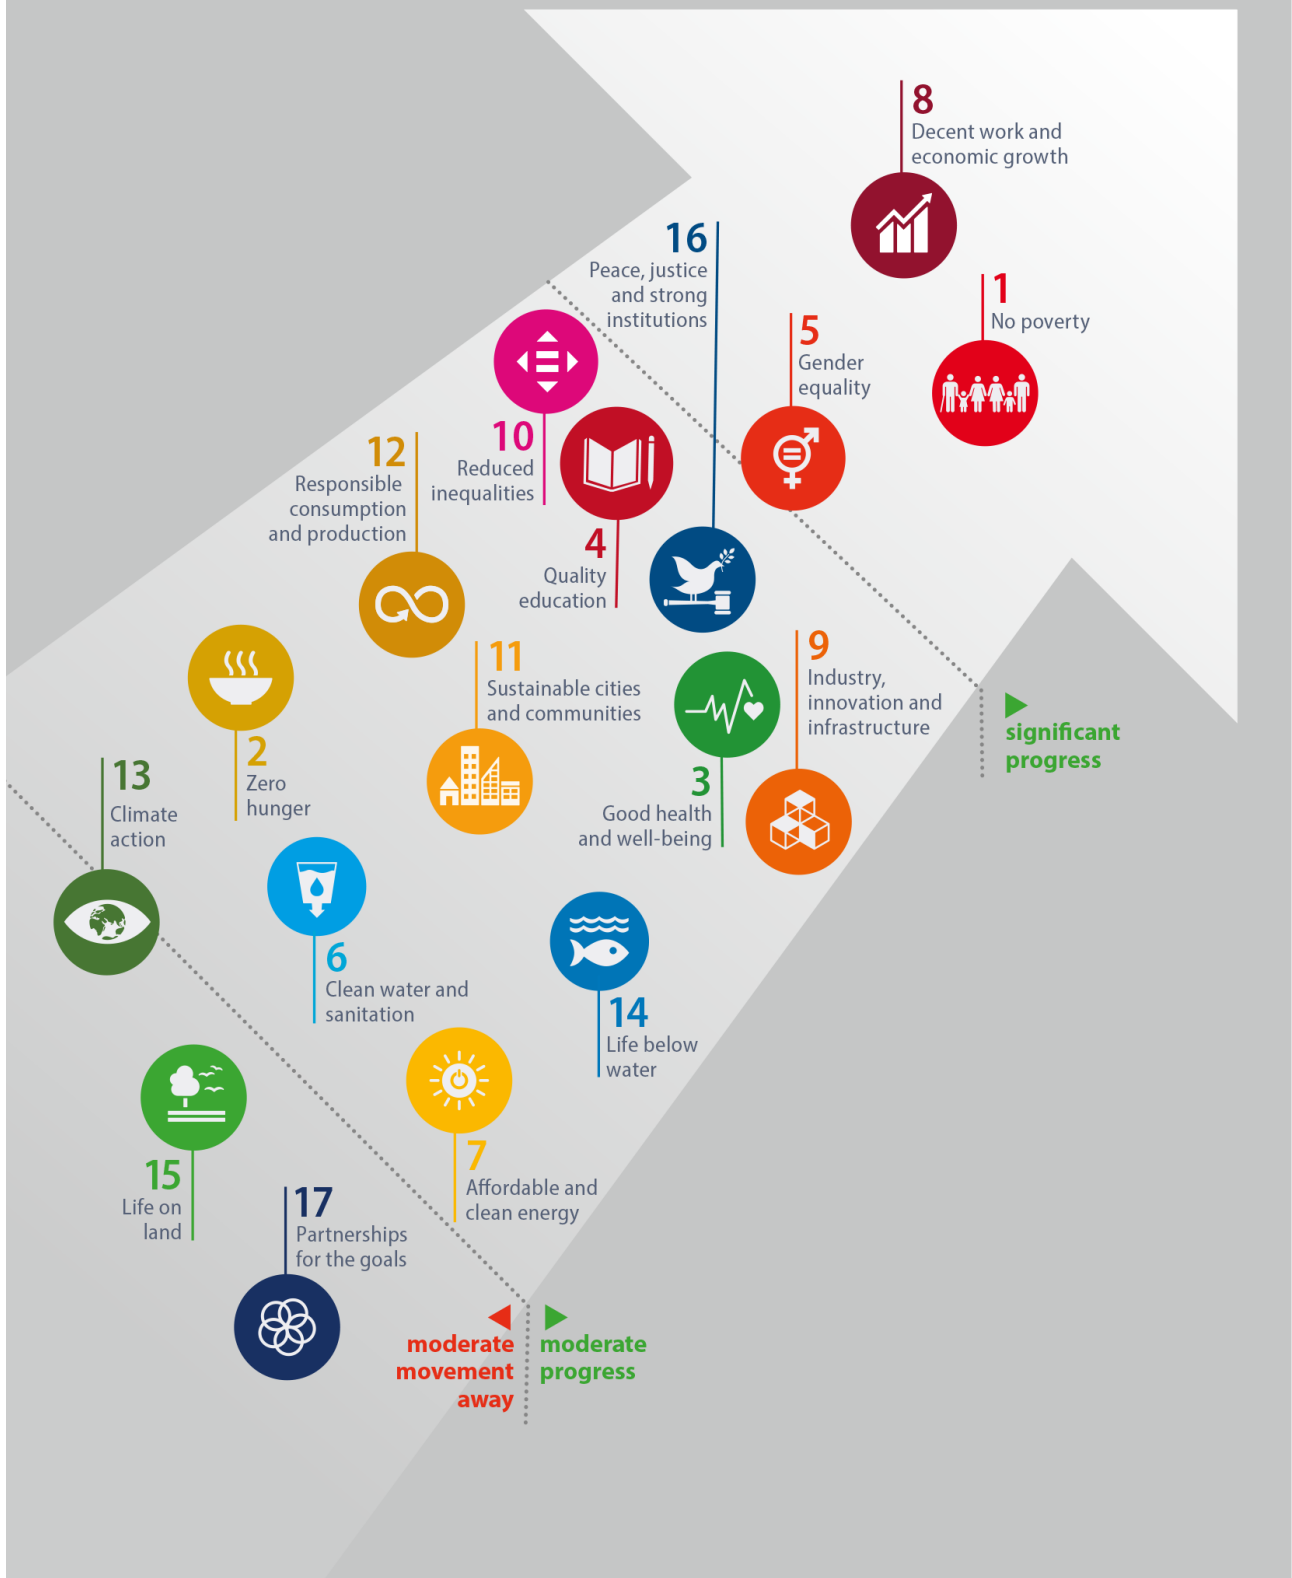 8
Decent work and
economic growth
16
Peace, justice
and strong
institutions
1
No poverty
5
Gender
equality
10
Reduced
inequalities
12
Responsible
consumption
and production
4
Quality
education
9
Industry,
innovation and
infrastructure
11
Sustainable cities
and communities
significant
progress
2
Zero
hunger
13
Climate
action
3
Good health
and well-being
6
Clean water and
sanitation
14
Life below
water
7
Affordable and
clean energy
15
Life on
land
17
Partnerships
for the goals
moderate
movement
away
moderate
progress